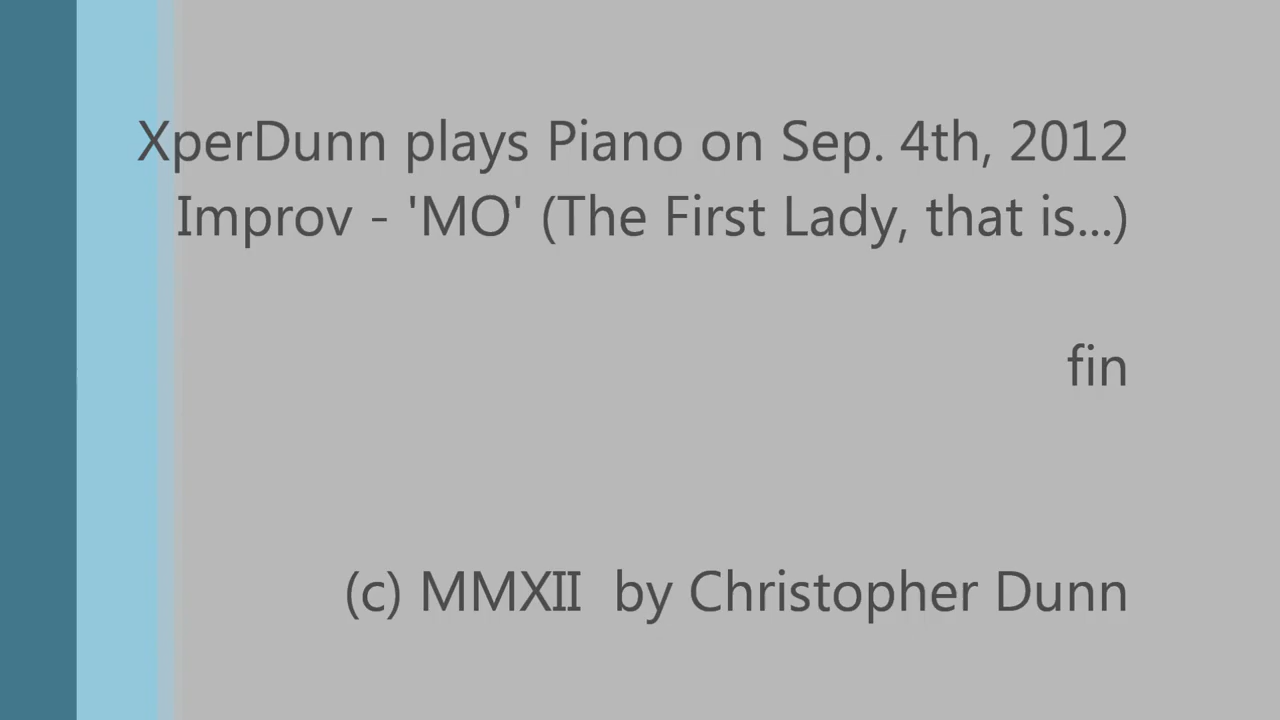 XperDunn plays Piano on Sep. 4th, 2012
Improv - 'MO' (The First Lady, that is...)
fin
(c) MMXII  by Christopher Dunn